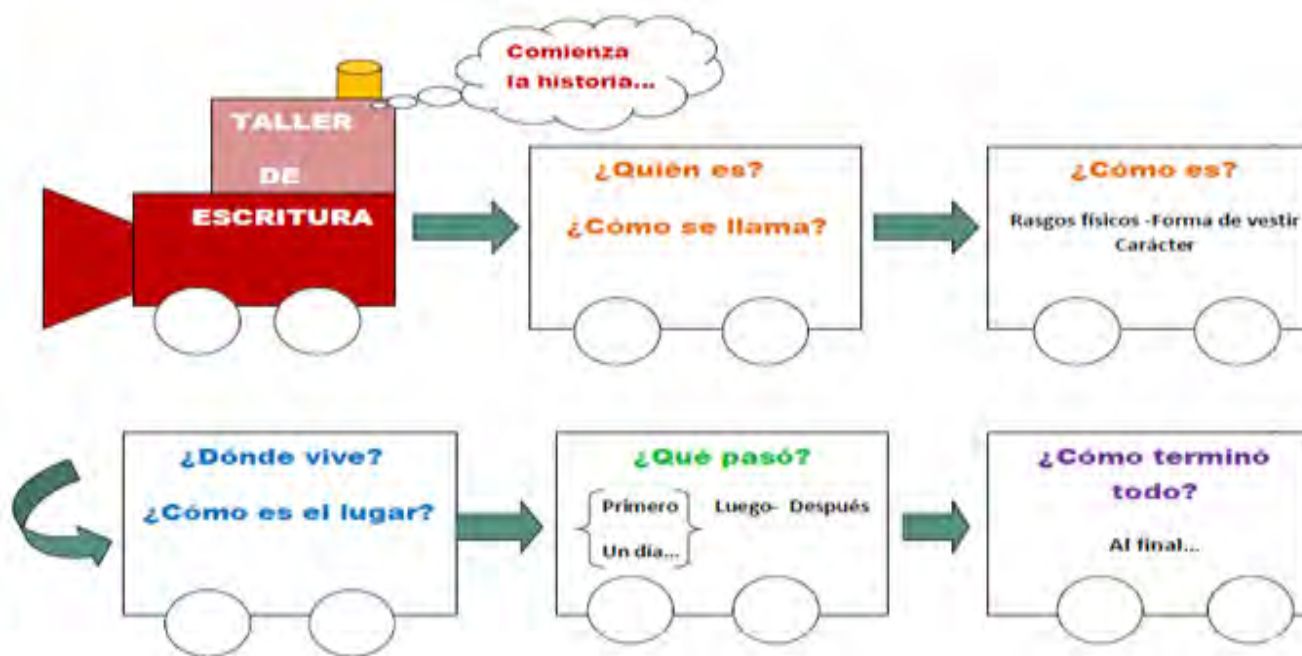 Comienza
la historia...
TALLER
DE
ESCRITURA
¿Quién es?
¿Cómo se llama?
¿Cómo es?
Rasgos físicos -Forma de vestir
Carácter
¿Dónde vive?
¿Cómo es el lugar?
¿Qué pasó?
Primero Luego- Después
Un día...
¿Cómo terminó
todo?
Al final...